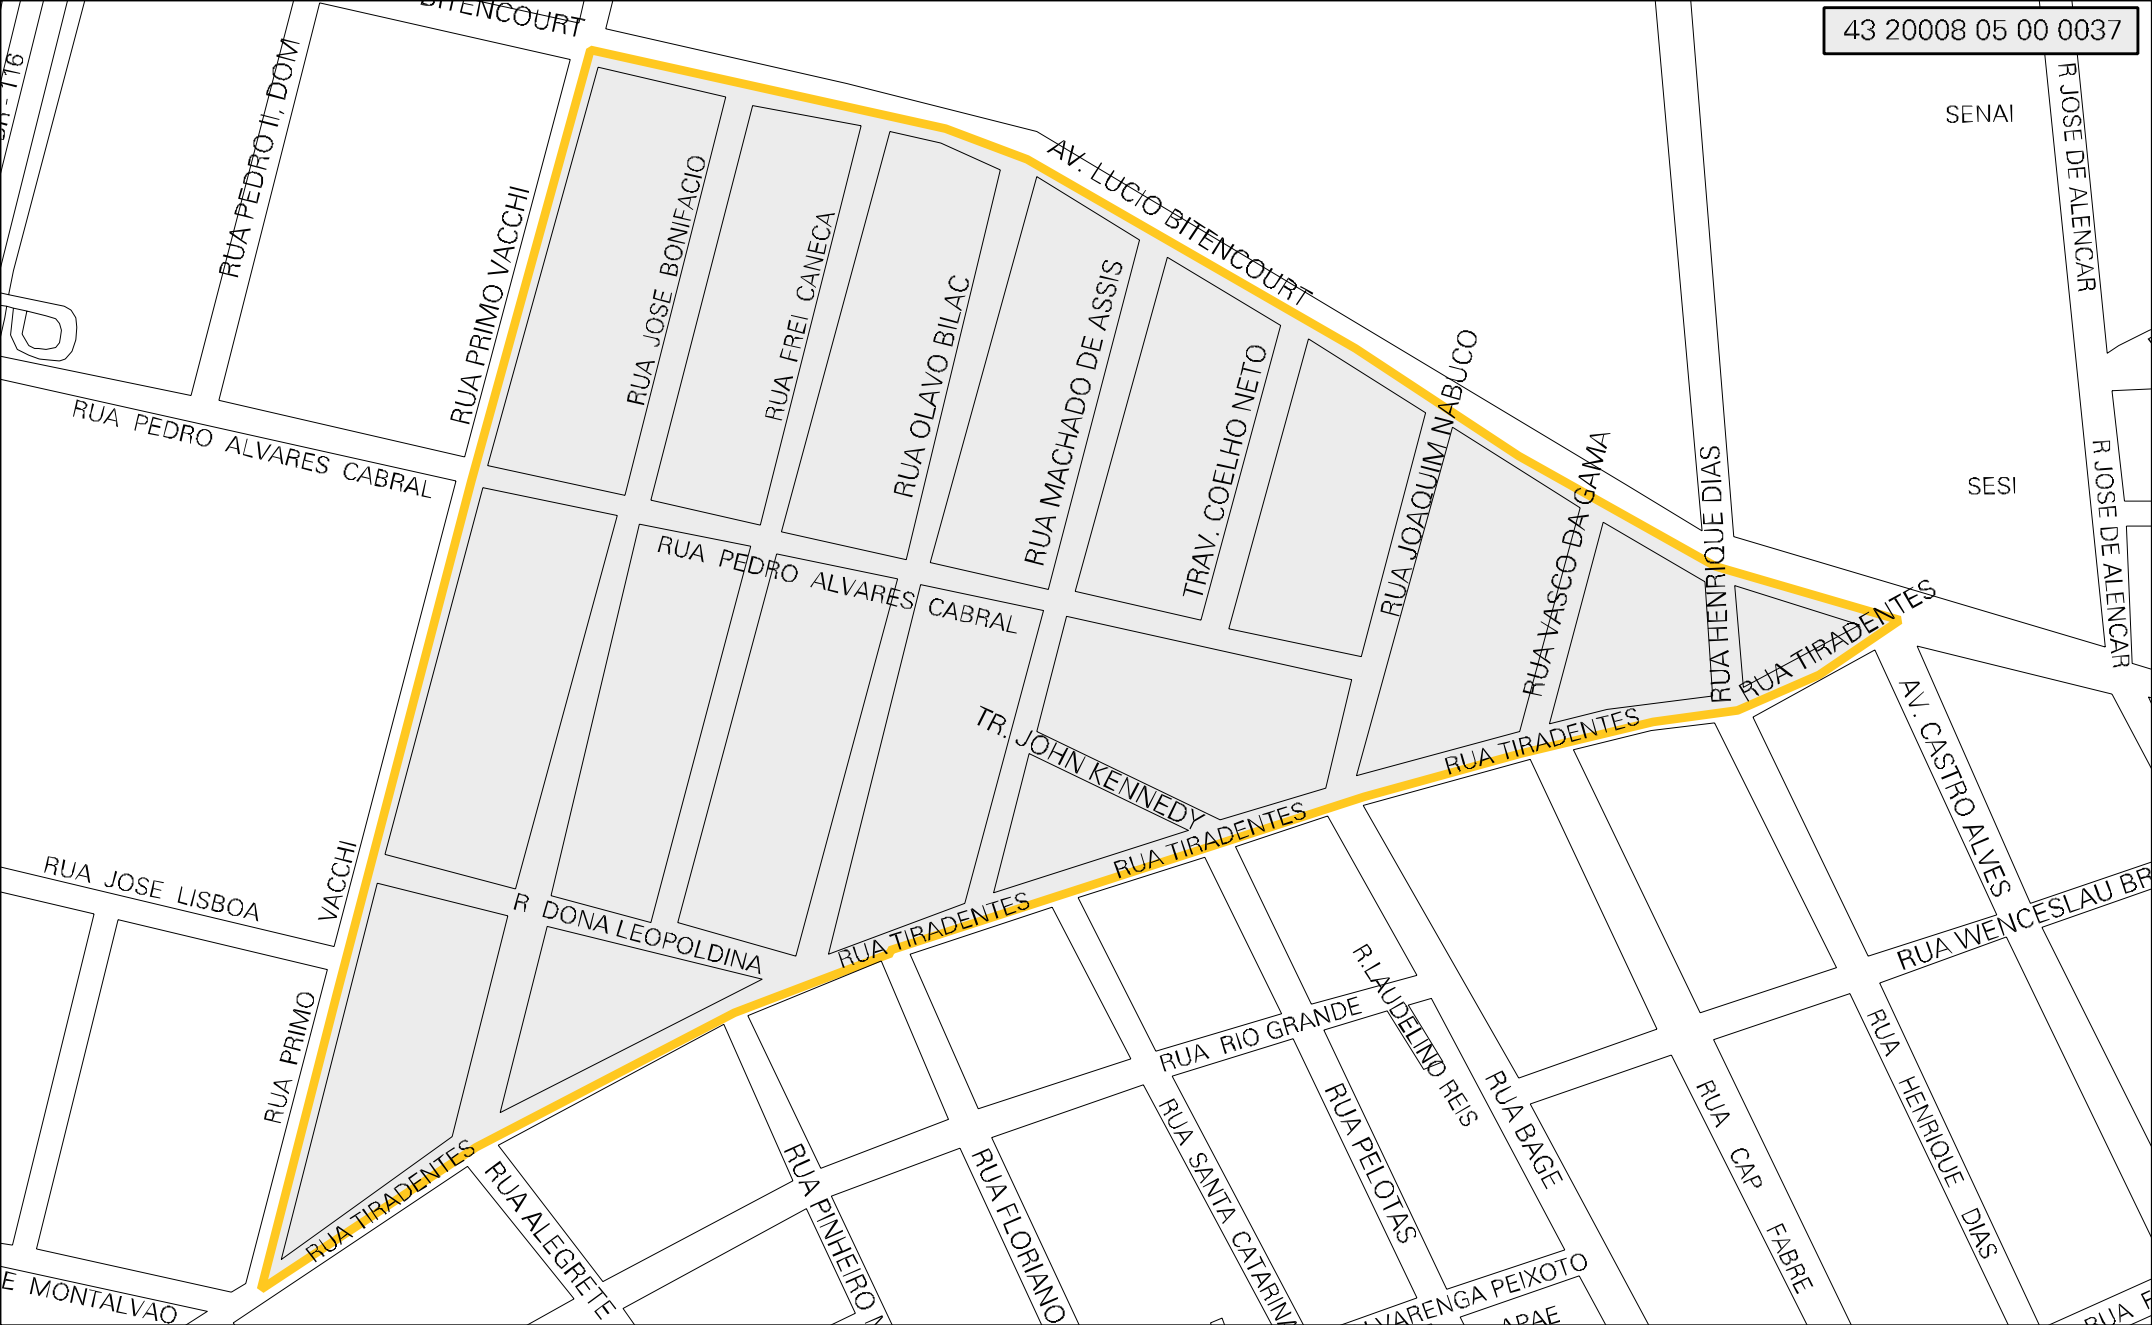 BITENCOURT
43 20008 05 00 0037
RUA PEDRO II, DOM
R JOSE DE ALENCAR
SENAI
AV. LUCIO BITENCOURT
RUA PRIMO VACCHI
RUA JOSE BONIFACIO
RUA FREI CANECA
RUA OLAVO BILAC
RUA MACHADO DE ASSIS
TRAV. COELHO NETO
RUA JOAQUIM NABUCO
RUA VASCO DA GAMA
RUA HENRIQUE DIAS
SESI
R JOSE DE ALENCAR
RUA PEDRO ALVARES CABRAL
RUA PEDRO ALVARES CABRAL
RUA TIRADENTES
TR. JOHN KENNEDY
RUA TIRADENTES
AV. CASTRO ALVES
RUA TIRADENTES
VACCHI
RUA JOSE LISBOA
R DONA LEOPOLDINA
RUA TIRADENTES
RUA WENCESLAU BR
RUA PRIMO
R.LAUDELINO REIS
RUA RIO GRANDE
RUA HENRIQUE DIAS
RUA TIRADENTES
RUA ALEGRETE
RUA PINHEIRO
RUA FLORIANO
RUA SANTA CATARINA
RUA PELOTAS
RUA BAGE
RUA CAP FABRE
E MONTALVAO
VARENGA PEIXOTO
APAE
RUA